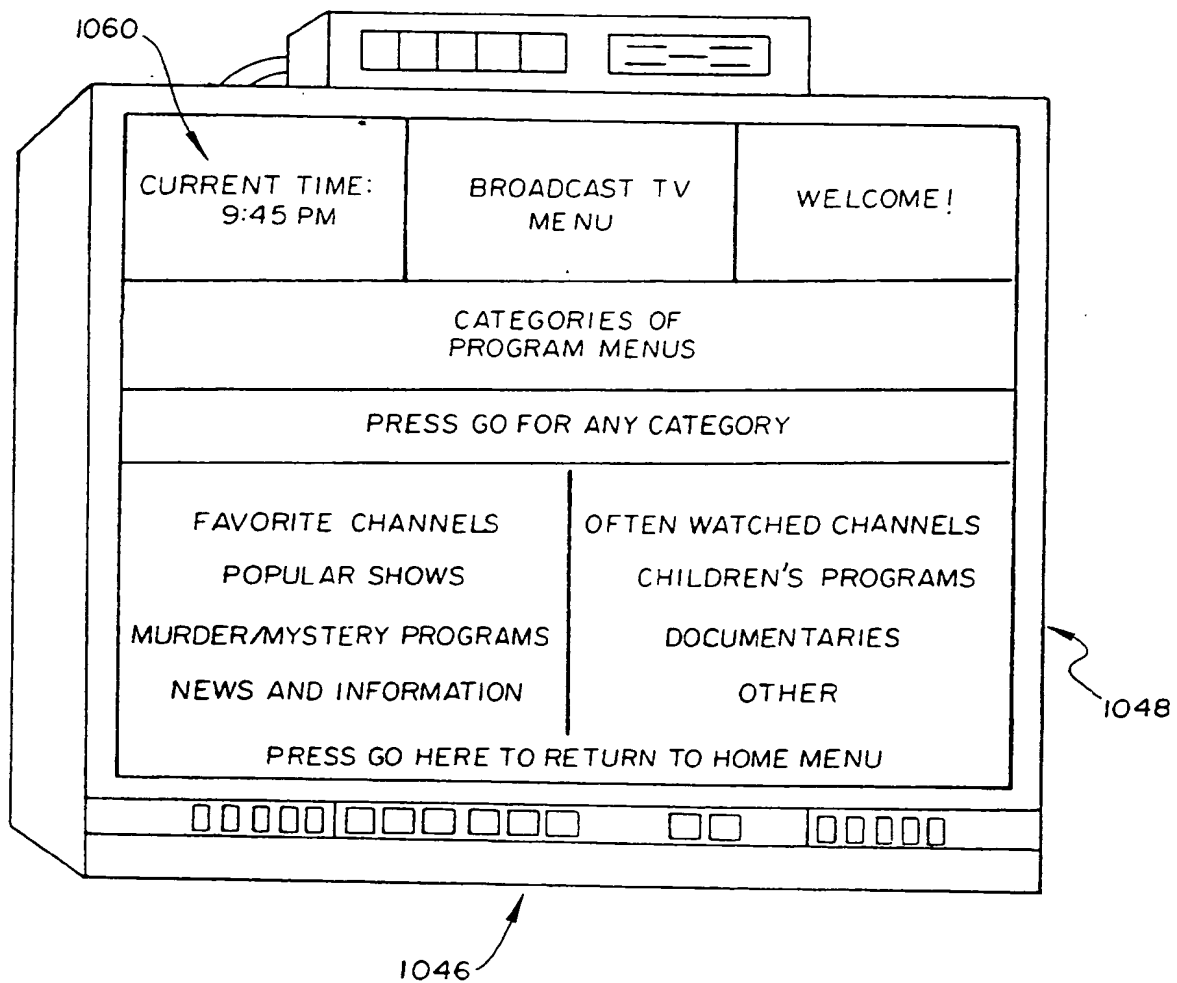 1060
CURRENT TIME:
9:45 PM
BROADCAST TV
MENU
WELCOME!
CATEGORIES OF
PROGRAM MENUS
PRESS GO FOR ANY CATEGORY
FAVORITE CHANNELS
POPULAR SHOWS
MURDER/MYSTERY PROGRAMS
NEWS AND INFORMATION
OFTEN WATCHED CHANNELS
CHILDREN'S PROGRAMS
DOCUMENTARIES
OTHER
PRESS GO HERE TO RETURN TO HOME MENU
1048
1046